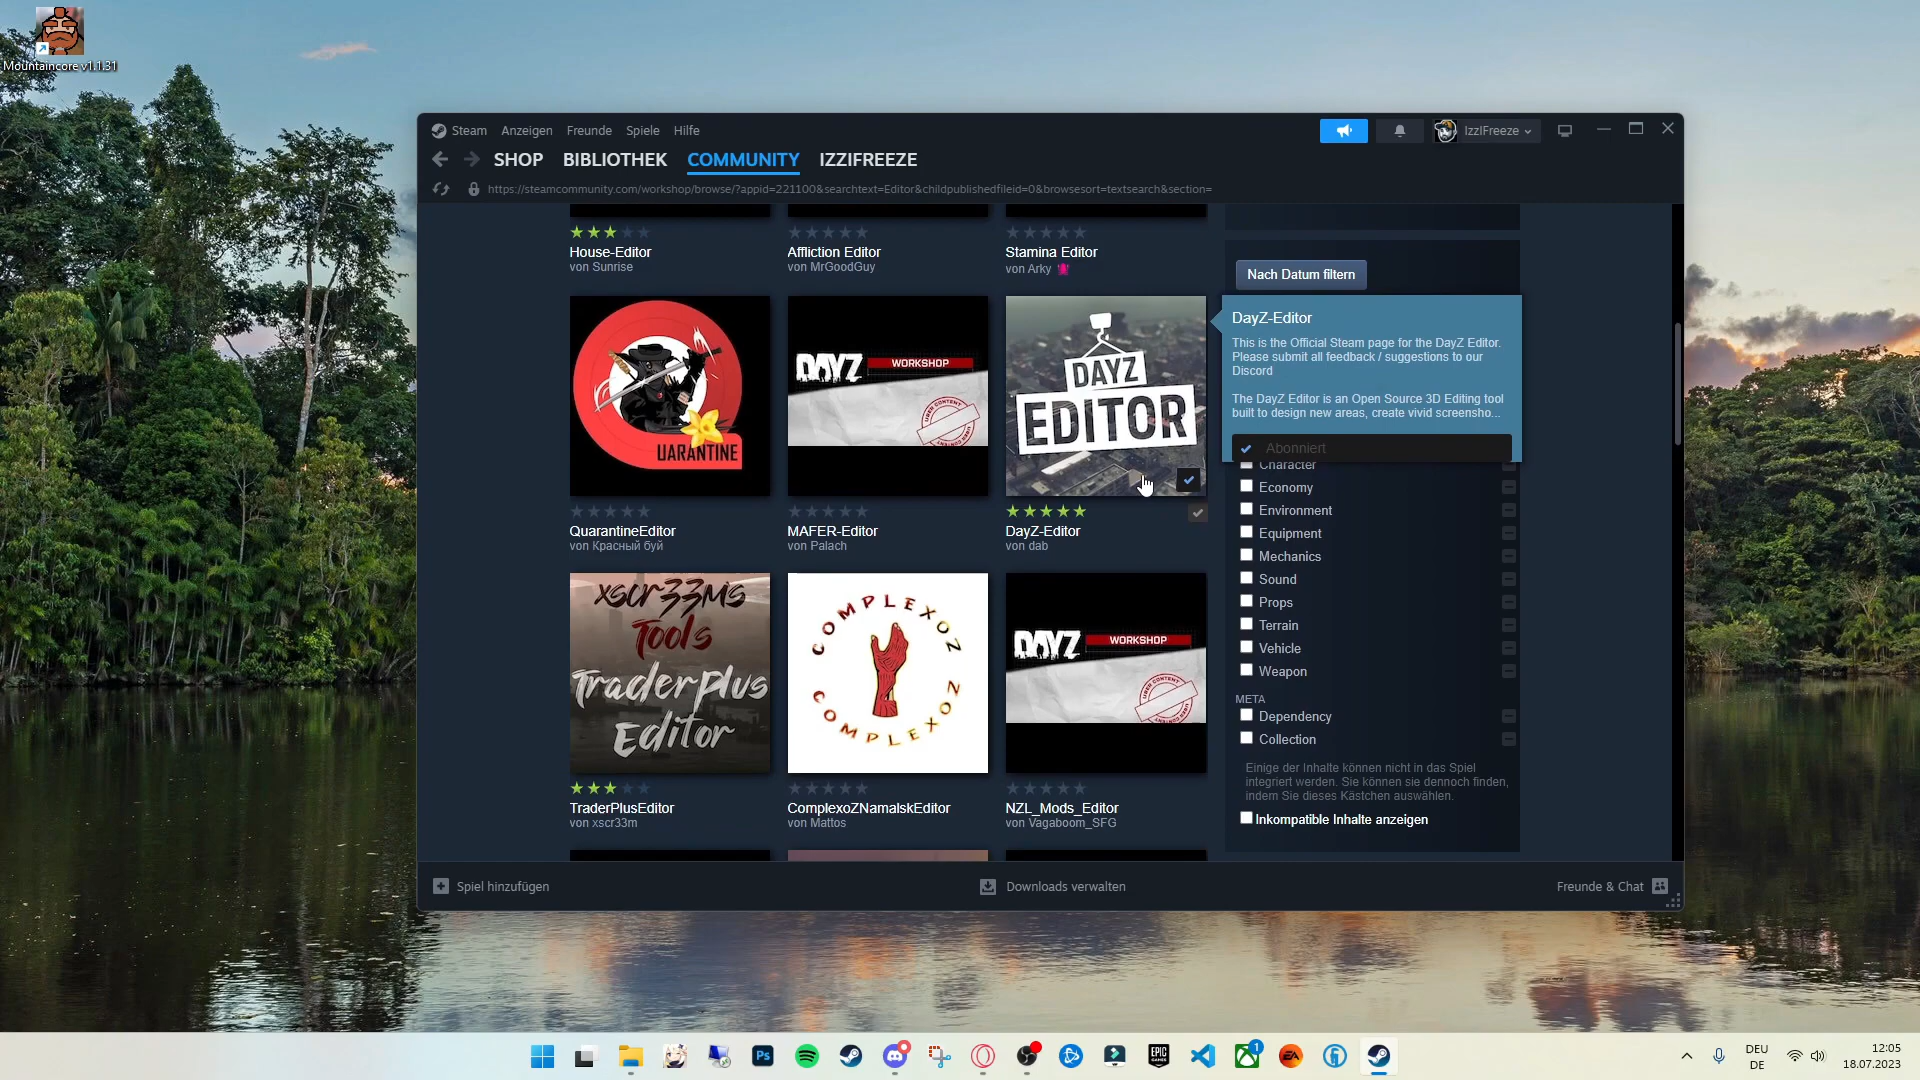 Mountaincore v1.1.31
Steam Anzeigen Freunde Spiele Hilfe
IzzIFreeze
SHOP BIBLIOTHEK COMMUNITY IZZIFREEZE
https://steamcommunity.com/workshop/browse/?appid=221100&searchtext=Editor&childpublishedfileid=0&browsesort=textsearch&section=
House-Editor
von Sunrise
Affliction Editor
von MrGoodGuy
Stamina Editor
von Arky
Nach Datum filtern
UARANTINE
DAYZ WORKSHOP
DAYZ
EDITOR
DayZ-Editor
This is the Official Steam page for the DayZ Editor.
Please submit all feedback / suggestions to our
Discord
The DayZ Editor is an Open Source 3D Editing tool
built to design new areas, create vivid screensho...
Abonniert
QuarantineEditor
von Красный буй
MAFER-Editor
von Palach
DayZ-Editor
von dab
Character
Economy
Environment
Equipment
Mechanics
Sound
Props
Terrain
Vehicle
Weapon
META
Dependency
Collection
Einige der Inhalte können nicht in das Spiel
integriert werden. Sie können sie dennoch finden,
indem Sie dieses Kästchen auswählen.
Inkompatible Inhalte anzeigen
xscr33Ms
Tools
TraderPlus
Editor
COMPLEXOZ
COMPLEXOZ
DAYZ WORKSHOP
TraderPlusEditor
von xscr33m
ComplexoZNamalskEditor
von Mattos
NZL_Mods_Editor
von Vagaboom_SFG
Spiel hinzufügen
Downloads verwalten
Freunde & Chat
Ps
EPIC
GAMES
1
EA
DEU
DE
12:05
18.07.2023